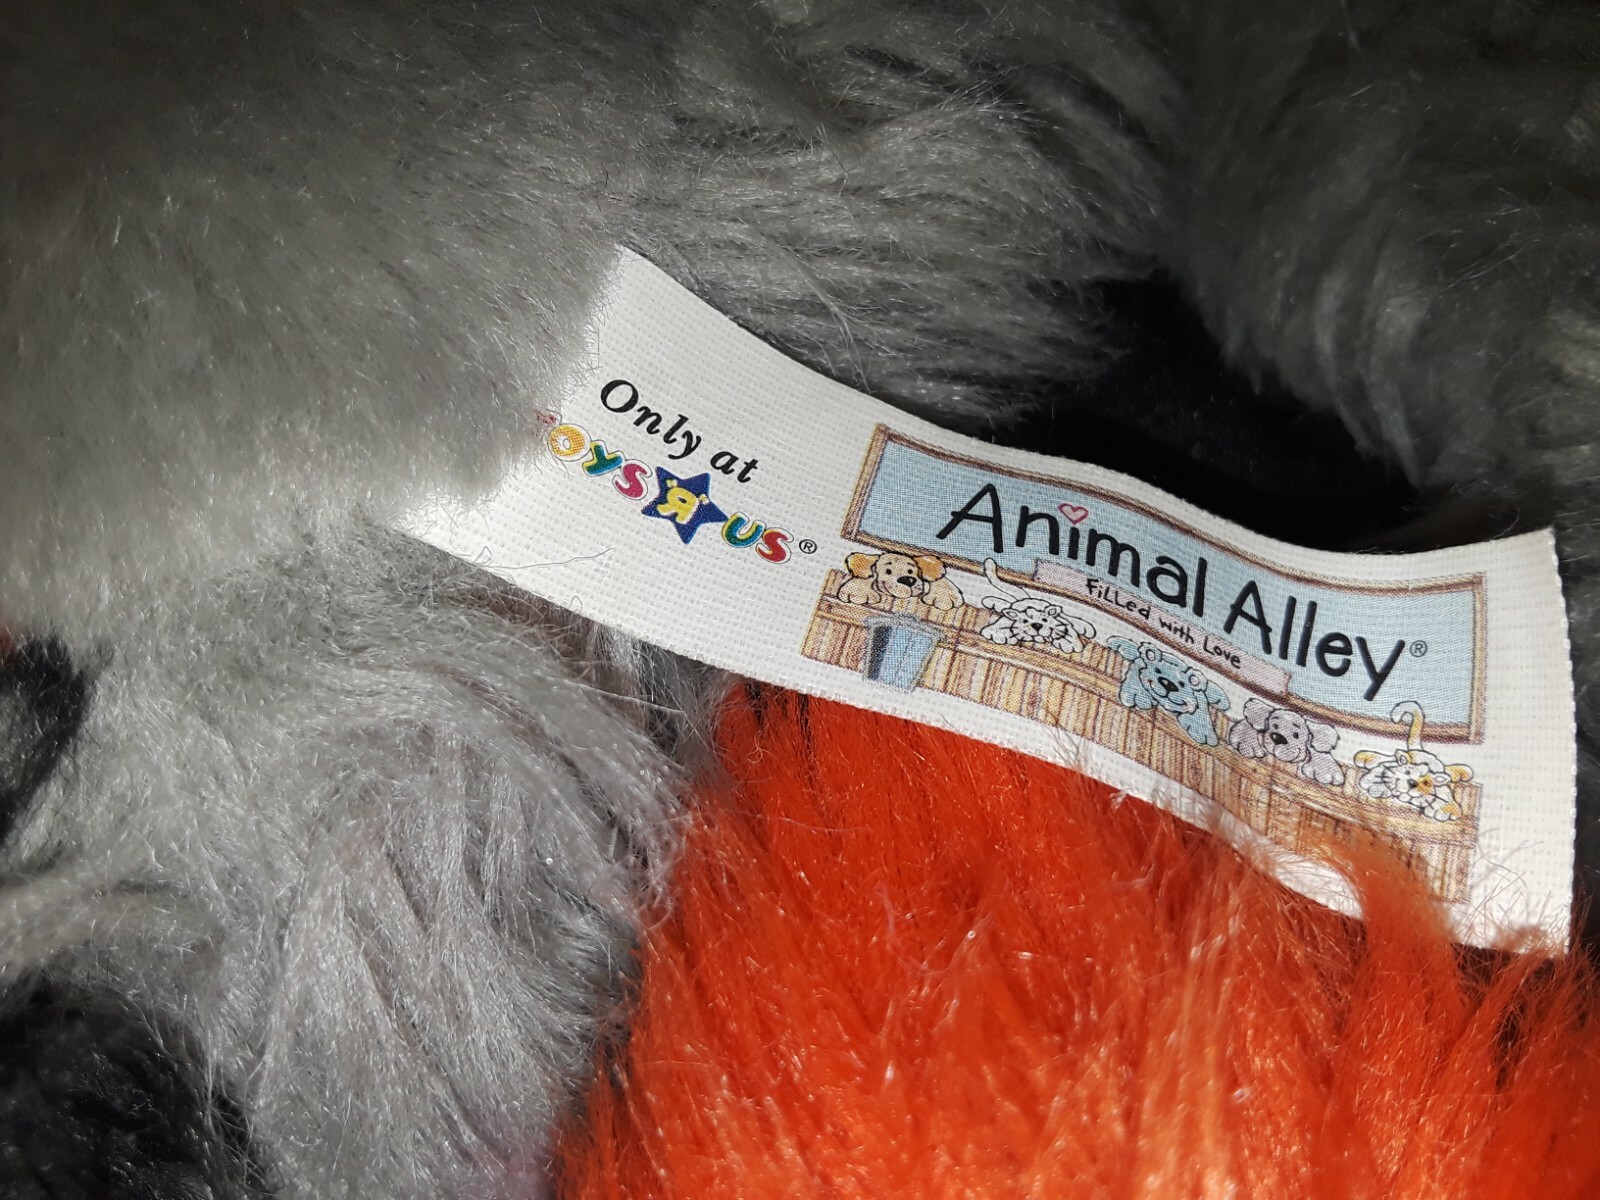 Only at
TOYS R US®
Animal Alley®
Filled with Love